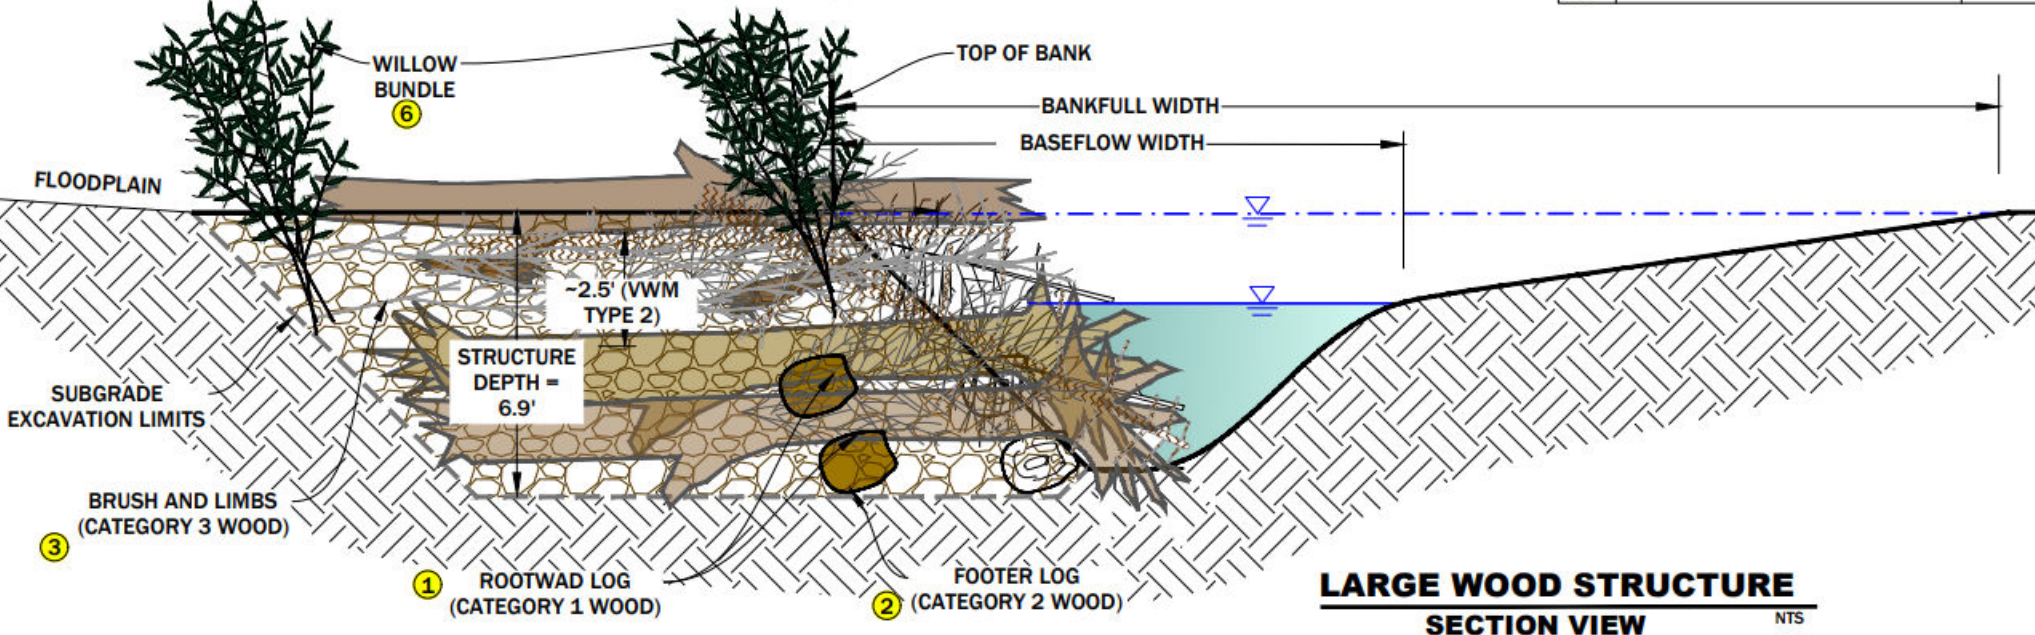 WILLOW
BUNDLE
6
TOP OF BANK
BANKFULL WIDTH
BASEFLOW WIDTH
FLOODPLAIN
~2.5' (VWM
TYPE 2)
STRUCTURE
DEPTH =
6.9'
SUBGRADE
EXCAVATION LIMITS
BRUSH AND LIMBS
(CATEGORY 3 WOOD)
3
1
ROOTWAD LOG
(CATEGORY 1 WOOD)
2
FOOTER LOG
(CATEGORY 2 WOOD)
LARGE WOOD STRUCTURE
SECTION VIEW
NTS